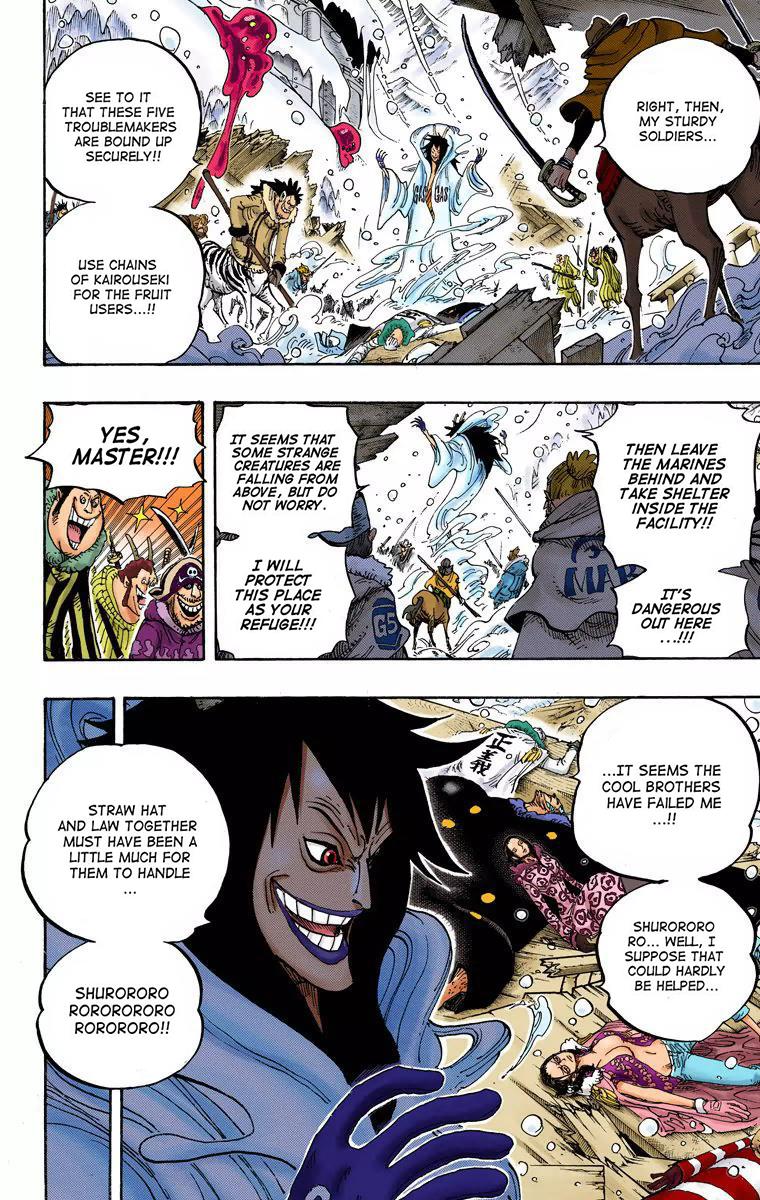 RIGHT, THEN,
MY STURDY
SOLDIERS...
SEE TO IT
THAT THESE FIVE
TROUBLEMAKERS
ARE BOUND UP
SECURELY!!
USE CHAINS
OF KAIROUSEKI
FOR THE FRUIT
USERS...!!
GAS GAS
THEN LEAVE
THE MARINES
BEHIND AND
TAKE SHELTER
INSIDE THE
FACILITY!!
IT'S
DANGEROUS
OUT HERE
...!!!
MAR
IT SEEMS THAT
SOME STRANGE
CREATURES ARE
FALLING FROM
ABOVE, BUT DO
NOT WORRY.
I WILL
PROTECT
THIS PLACE
AS YOUR
REFUGE!!!
G5
YES,
MASTER!!!
...IT SEEMS THE
COOL BROTHERS
HAVE FAILED ME
...!!
正義
SHURORORO
RO... WELL, I
SUPPOSE THAT
COULD HARDLY
BE HELPED...
STRAW HAT
AND LAW TOGETHER
MUST HAVE BEEN A
LITTLE MUCH FOR
THEM TO HANDLE
...
SHURORORO
RORORORORO
RORORORO!!